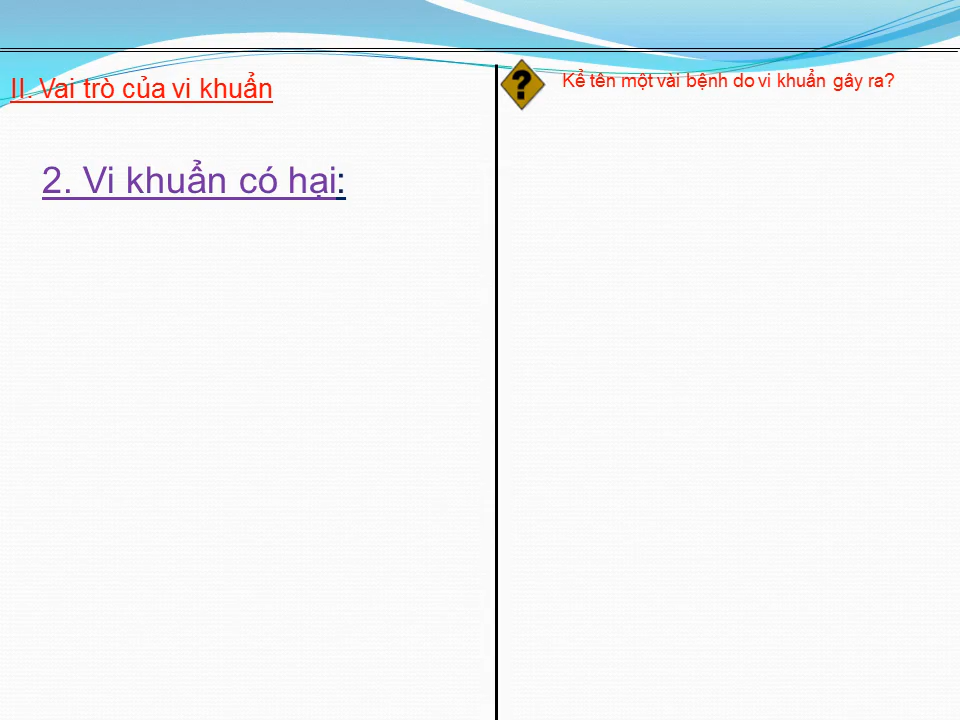 II. Vai trò của vi khuẩn
2. Vi khuẩn có hại:
?
Kể tên một vài bệnh do vi khuẩn gây ra?